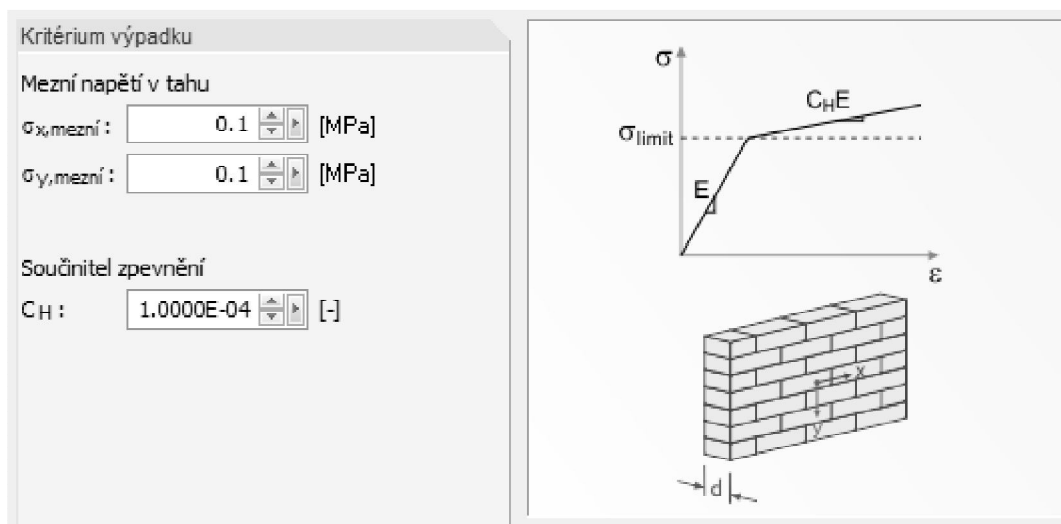 Kritérium výpadku
Mezní napětí v tahu
σx,mezní : 0.1 [MPa]
σy,mezní : 0.1 [MPa]
Součinitel zpevnění
CH : 1.0000E-04 [-]
σ
CHE
σlimit
E
ε
x
y
d